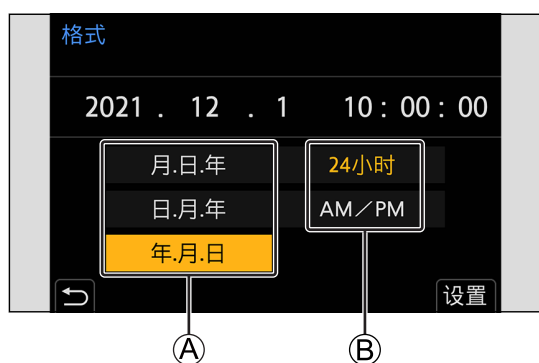 格式
2021 . 12 . 1 10 : 00 : 00
月.日.年 24小时
日.月.年 AM／PM
年.月.日
设置
A B